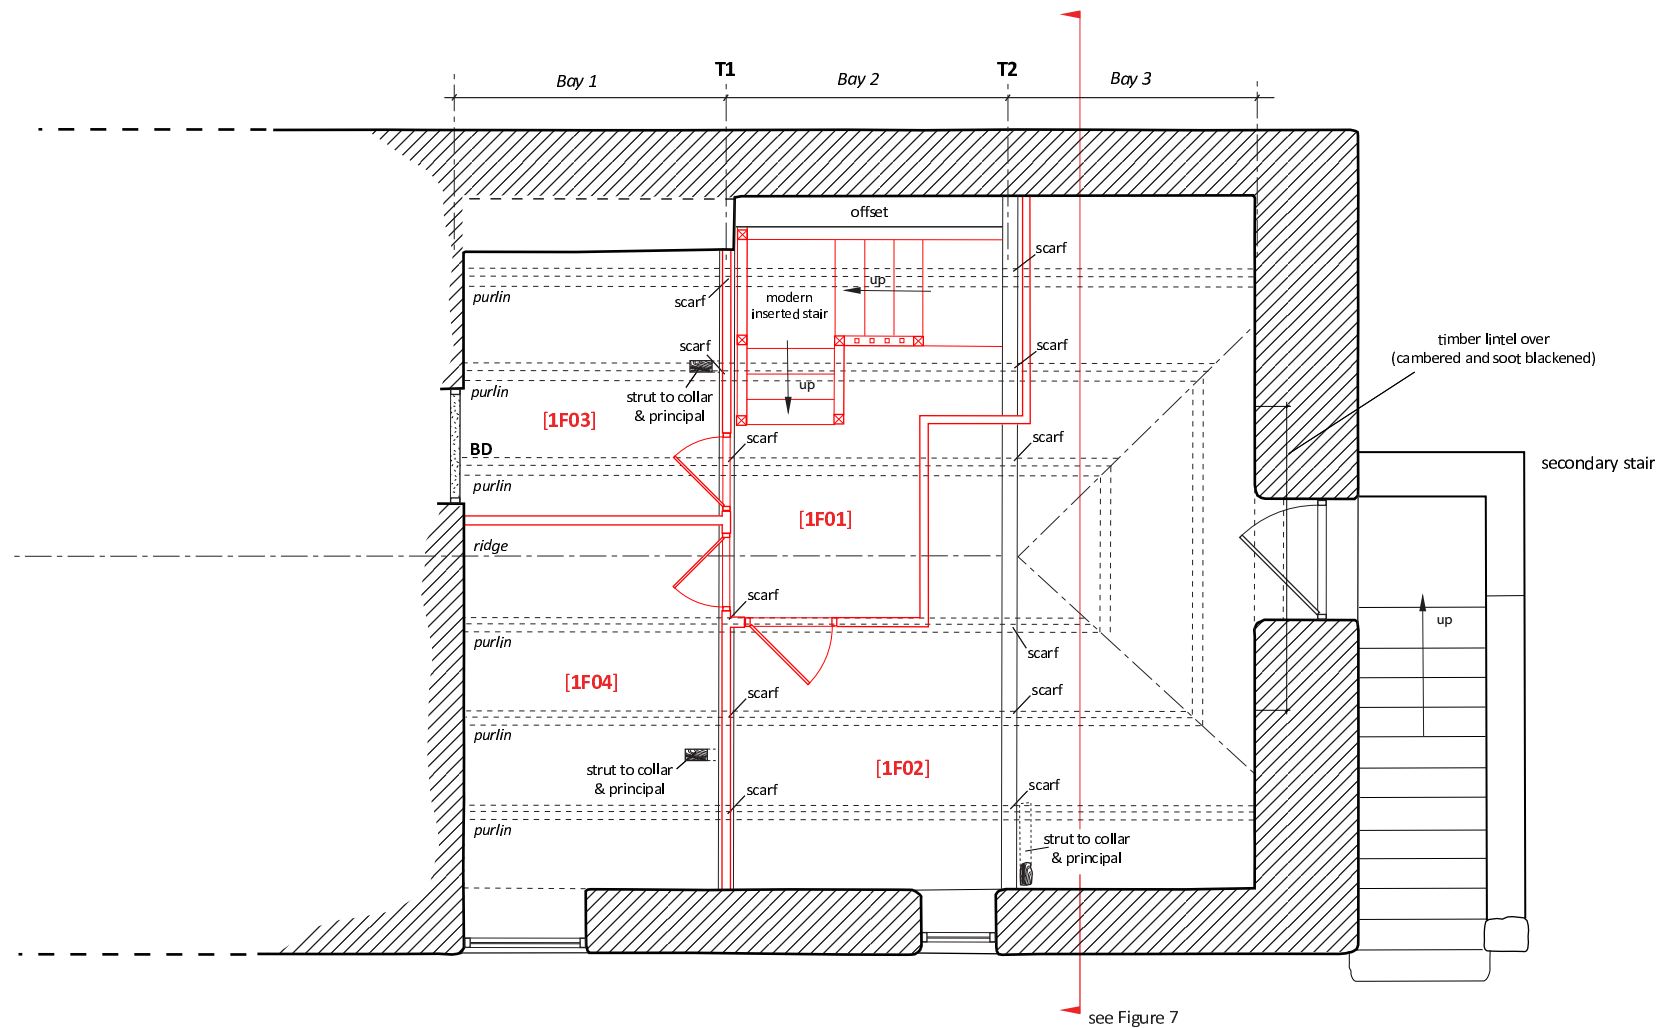 Bay 1
T1
Bay 2
T2
Bay 3
offset
scarf
up
purlin
scarf
modern
inserted stair
scarf
scarf
timber lintel over
(cambered and soot blackened)
purlin
strut to collar
& principal
up
[1F03]
scarf
scarf
BD
secondary stair
purlin
[1F01]
ridge
scarf
up
purlin
scarf
[1F04]
scarf
scarf
purlin
strut to collar
& principal
[1F02]
scarf
scarf
purlin
strut to collar
& principal
see Figure 7